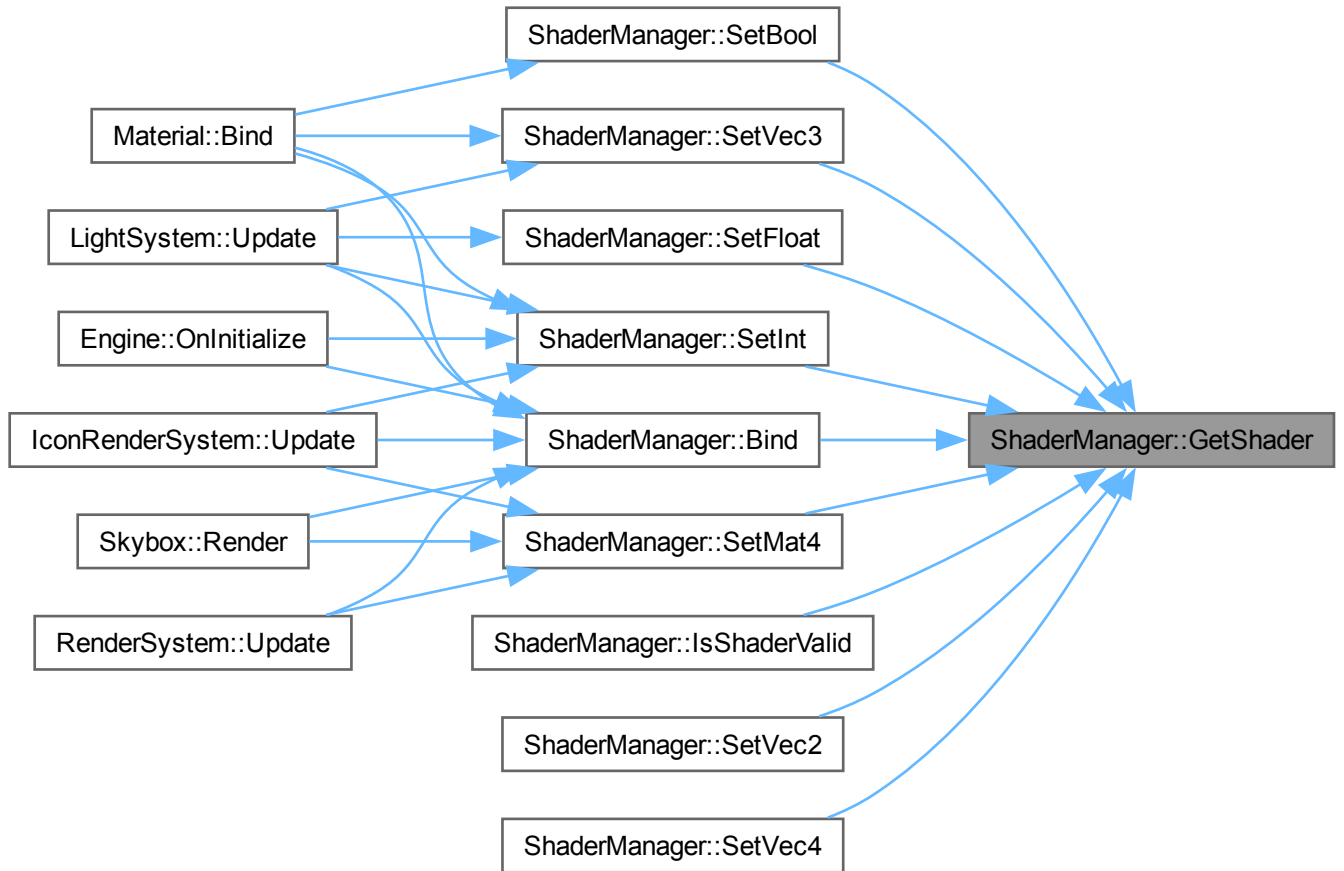 ShaderManager::SetBool
Material::Bind
ShaderManager::SetVec3
LightSystem::Update
ShaderManager::SetFloat
Engine::OnInitialize
ShaderManager::SetInt
IconRenderSystem::Update
ShaderManager::Bind
ShaderManager::GetShader
Skybox::Render
ShaderManager::SetMat4
RenderSystem::Update
ShaderManager::IsShaderValid
ShaderManager::SetVec2
ShaderManager::SetVec4